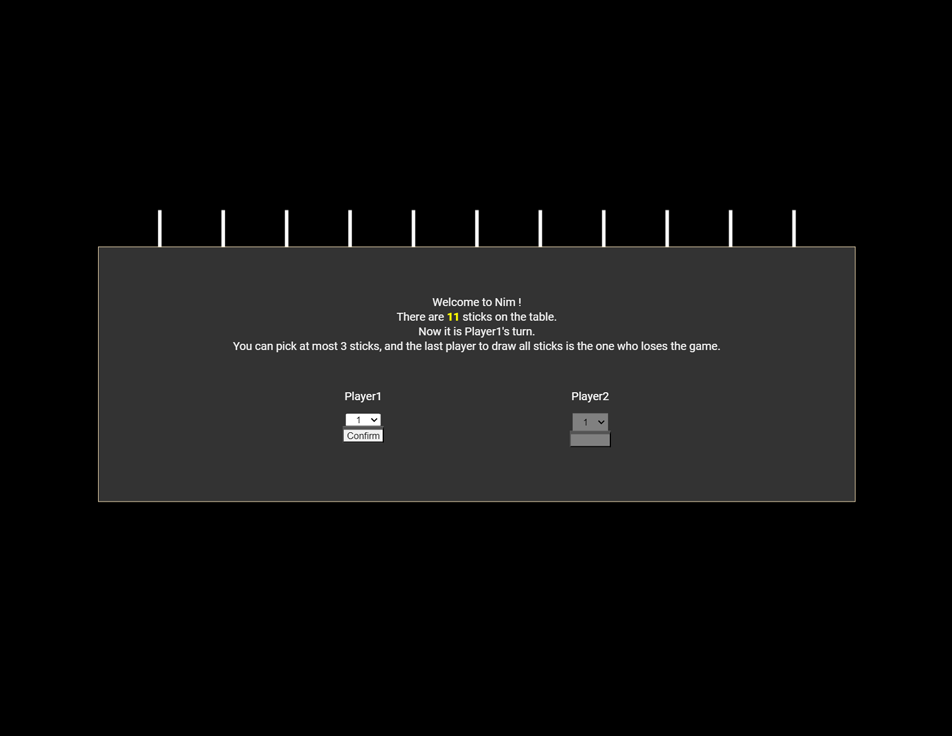 Welcome to Nim !
There are 11 sticks on the table.
Now it is Player1's turn.
You can pick at most 3 sticks, and the last player to draw all sticks is the one who loses the game.
Player1 Player2
1 1
Confirm